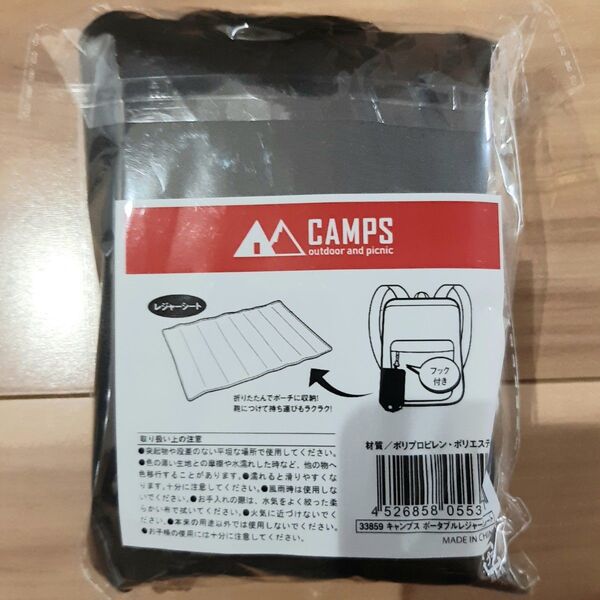 CAMPS
outdoor and picnic
レジャーシート
フック
付き
折りたたんでポーチに収納!
鞄につけて持ち運びもラクラク!
取り扱い上の注意
●突起物や段差のない平坦な場所で使用してください。
●色の濃い生地との摩擦や水濡れした時など、他の物へ
色移行することがあります。●濡れると滑りやすくな
ります。十分に注意してください。●風雨時は使用しな
いでください。●お手入れの際は、水気をよく絞った柔
らかい布で拭いてください。●火気に近づけないでくだ
さい。●本来の用途以外では使用しないでください。
●お子様の使用には十分に注意してください。
材質/ポリプロピレン・ポリエステ
4 526858 0553
33859 キャンプス ポータブルレジャーシー
MADE IN CHI